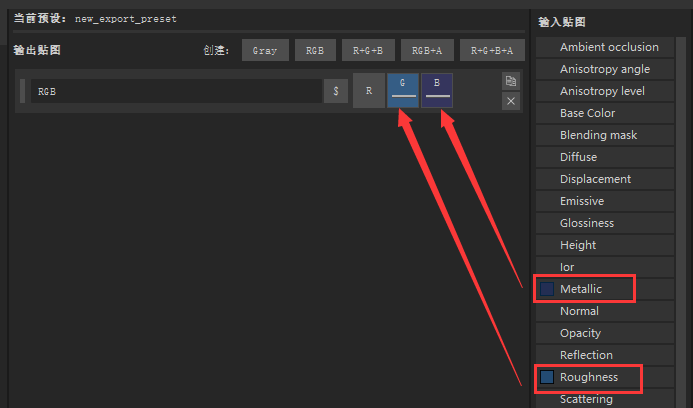 当前预设: new_export_preset
输出贴图 创建: Gray RGB R+G+B RGB+A R+G+B+A
RGB $ R G B
输入贴图
Ambient occlusion
Anisotropy angle
Anisotropy level
Base Color
Blending mask
Diffuse
Displacement
Emissive
Glossiness
Height
Ior
Metallic
Normal
Opacity
Reflection
Roughness
Scattering